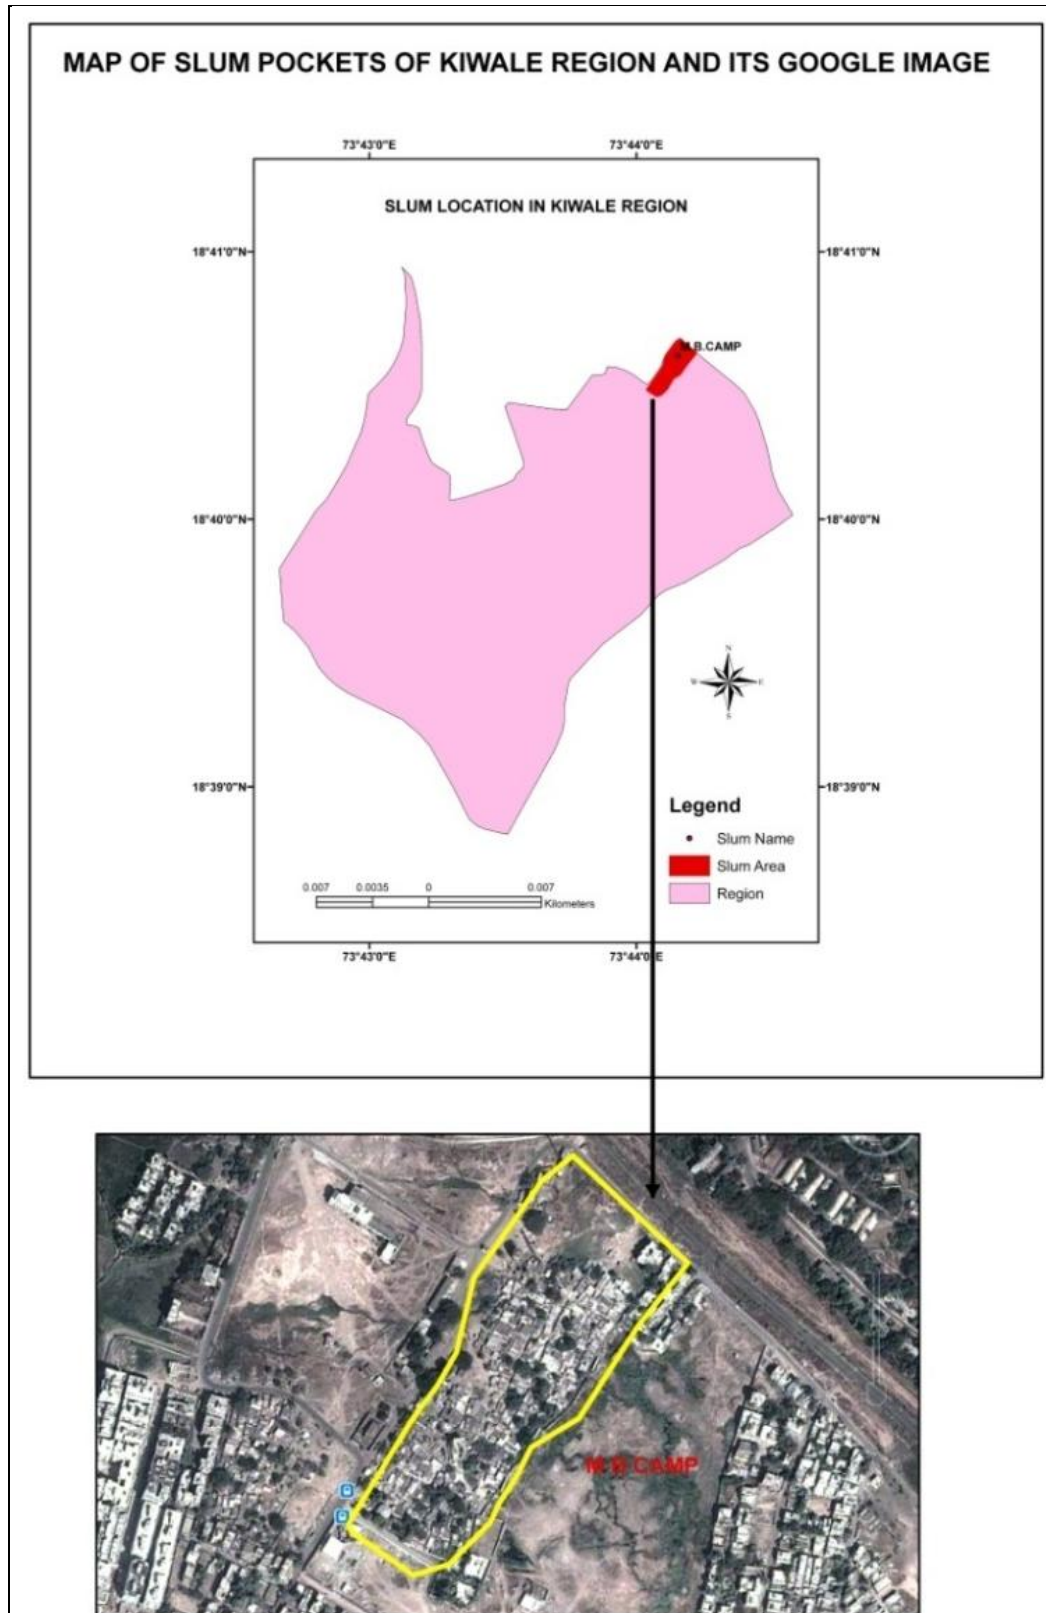 MAP OF SLUM POCKETS OF KIWALE REGION AND ITS GOOGLE IMAGE
73°43'0"E 73°44'0"E
SLUM LOCATION IN KIWALE REGION
18°41'0"N 18°41'0"N
M.B.CAMP
18°40'0"N 18°40'0"N
N
W E
S
18°39'0"N 18°39'0"N
Legend
Slum Name
Slum Area
Region
0.007 0.0035 0 0.007
Kilometers
73°43'0"E 73°44'0"E
M B CAMP